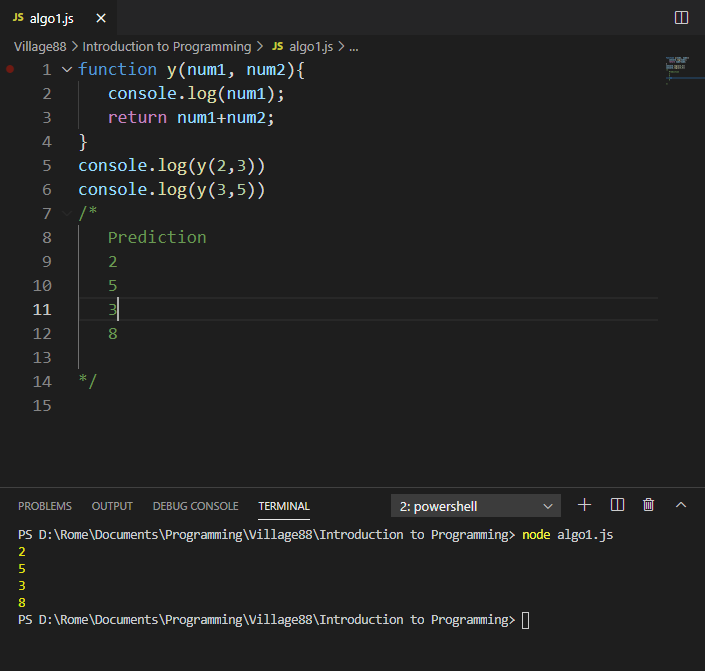 JS algo1.js ×
Village88 > Introduction to Programming > JS algo1.js > ...
1 function y(num1, num2){
2 console.log(num1);
3 return num1+num2;
4 }
5 console.log(y(2,3))
6 console.log(y(3,5))
7 /*
8 Prediction
9 2
10 5
11 3
12 8
13
14 */
15
PROBLEMS OUTPUT DEBUG CONSOLE TERMINAL 2: powershell
PS D:\Rome\Documents\Programming\Village88\Introduction to Programming> node algo1.js
2
5
3
8
PS D:\Rome\Documents\Programming\Village88\Introduction to Programming>